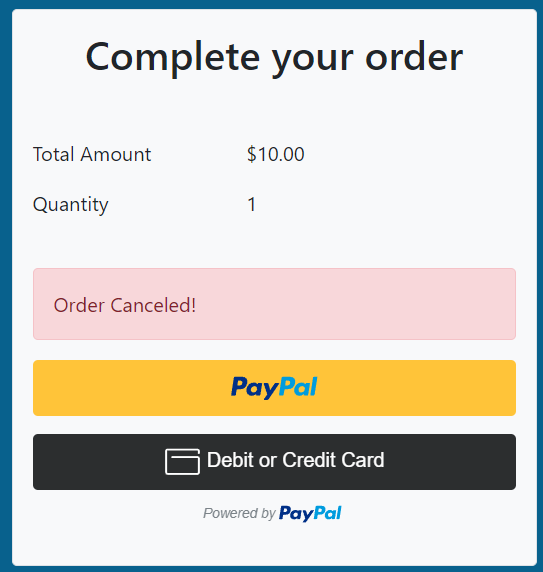 Complete your order
Total Amount $10.00
Quantity 1
Order Canceled!
PayPal
Debit or Credit Card
Powered by PayPal